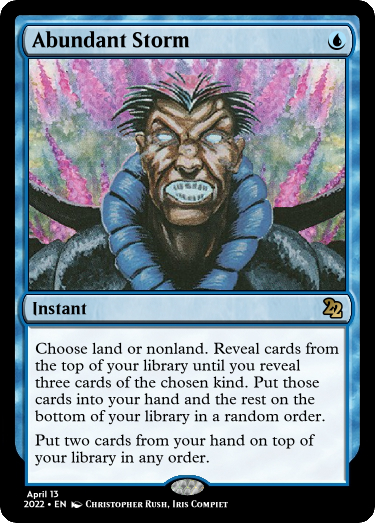 Abundant Storm
Instant
22
Choose land or nonland. Reveal cards from
the top of your library until you reveal
three cards of the chosen kind. Put those
cards into your hand and the rest on the
bottom of your library in a random order.
Put two cards from your hand on top of
your library in any order.
April 13
2022 • EN Christopher Rush, Iris Compiet